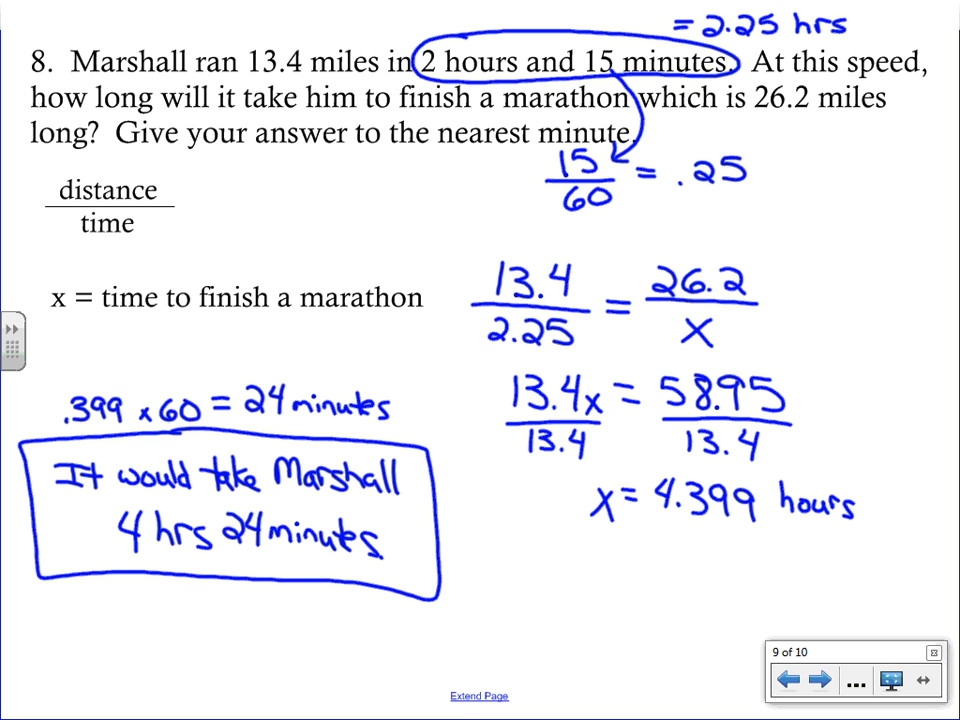 = 2.25 hrs
8. Marshall ran 13.4 miles in 2 hours and 15 minutes. At this speed,
how long will it take him to finish a marathon which is 26.2 miles
long? Give your answer to the nearest minute.
15/60 = .25
distance
time
x = time to finish a marathon
13.4/2.25 = 26.2/x
13.4x/13.4 = 58.95/13.4
x = 4.399 hours
.399 x 60 = 24 minutes
It would take Marshall
4 hrs 24 minutes.
9 of 10
...
Extend Page